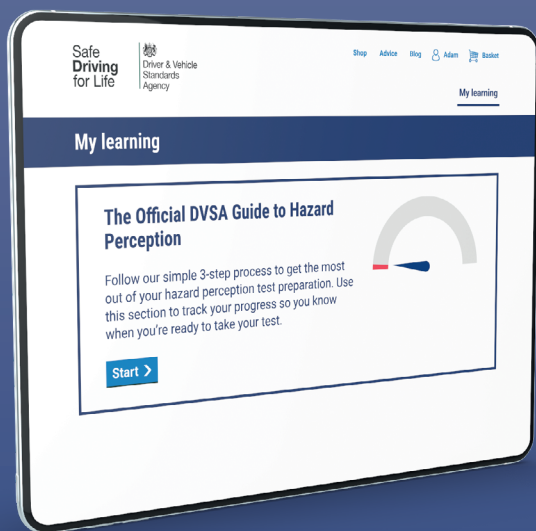 Safe
Driving
for Life
Driver & Vehicle
Standards
Agency
Shop Advice Blog Adam Basket
My learning
My learning
The Official DVSA Guide to Hazard
Perception
Follow our simple 3-step process to get the most
out of your hazard perception test preparation. Use
this section to track your progress so you know
when you're ready to take your test.
Start